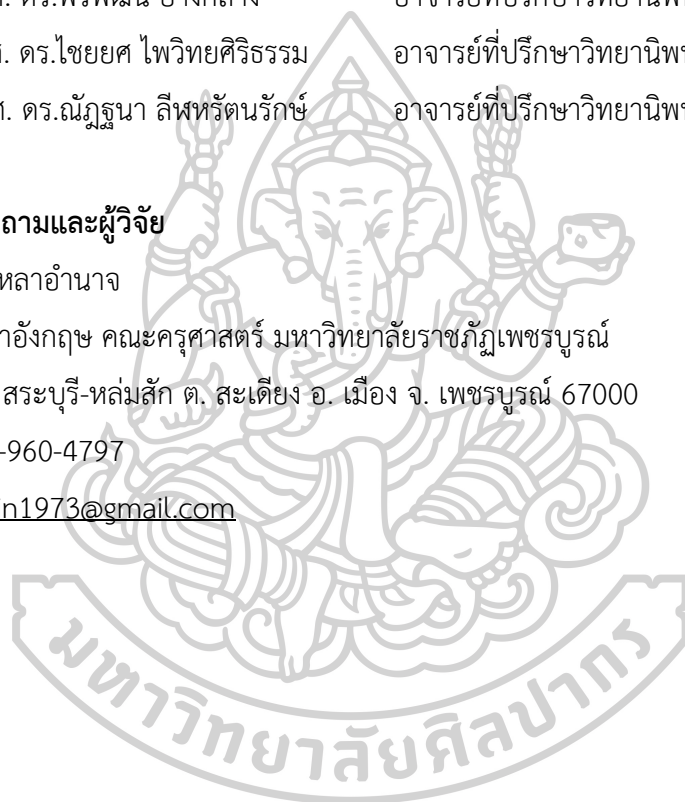 ดร.ไชยยศ ไพวิทยศิริธรรม อาจารย์ที่ปรึกษาวิทยานิพ
ดร.ณัฏฐนา ลีฬหรัตนรักษ์ อาจารย์ที่ปรึกษาวิทยานิพ
ถามและผู้วิจัย
หลาอำนาจ
าอังกฤษ คณะครุศาสตร์ มหาวิทยาลัยราชภัฏเพชรบูรณ์
สระบุรี-หล่มสัก ต. สะเดียง อ. เมือง จ. เพชรบูรณ์ 67000
-960-4797
in1973@gmail.com
มหาวิทยาลัยศิลปากร